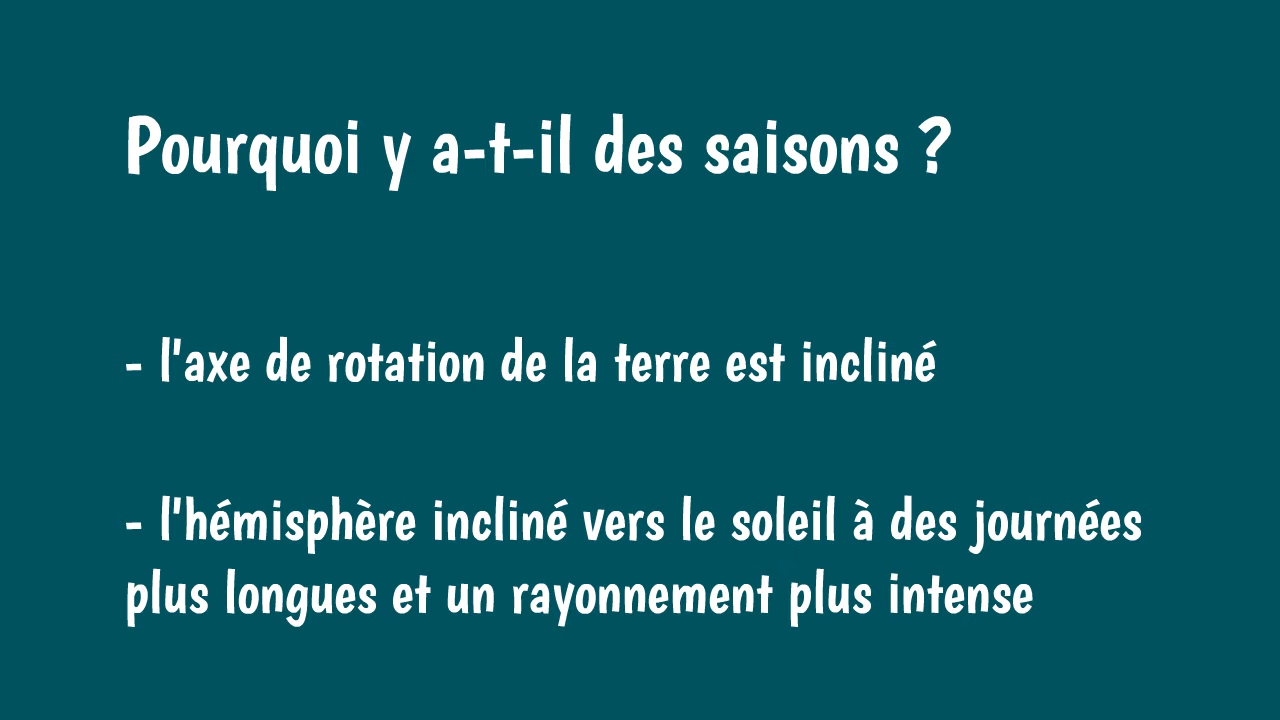 Pourquoi y a-t-il des saisons ?
- l'axe de rotation de la terre est incliné
- l'hémisphère incliné vers le soleil à des journées
plus longues et un rayonnement plus intense